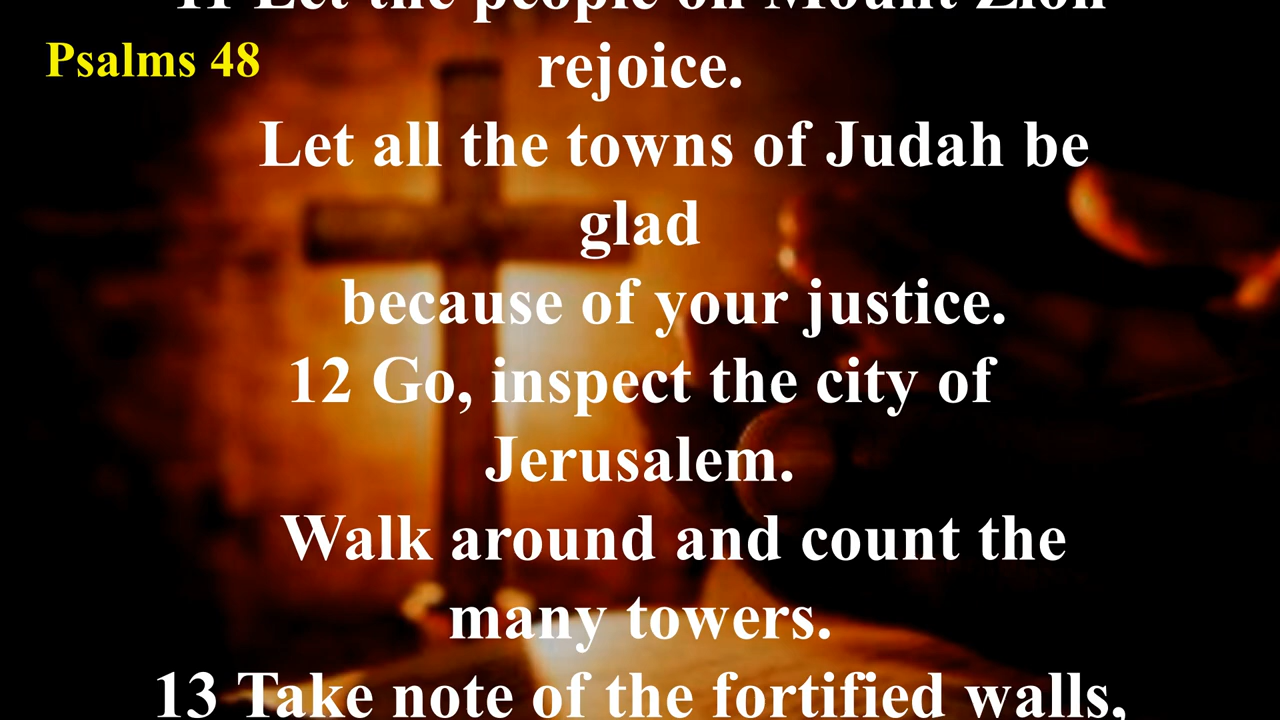 11 Let the people on Mount Zion
Psalms 48
rejoice.
Let all the towns of Judah be
glad
because of your justice.
12 Go, inspect the city of
Jerusalem.
Walk around and count the
many towers.
13 Take note of the fortified walls,